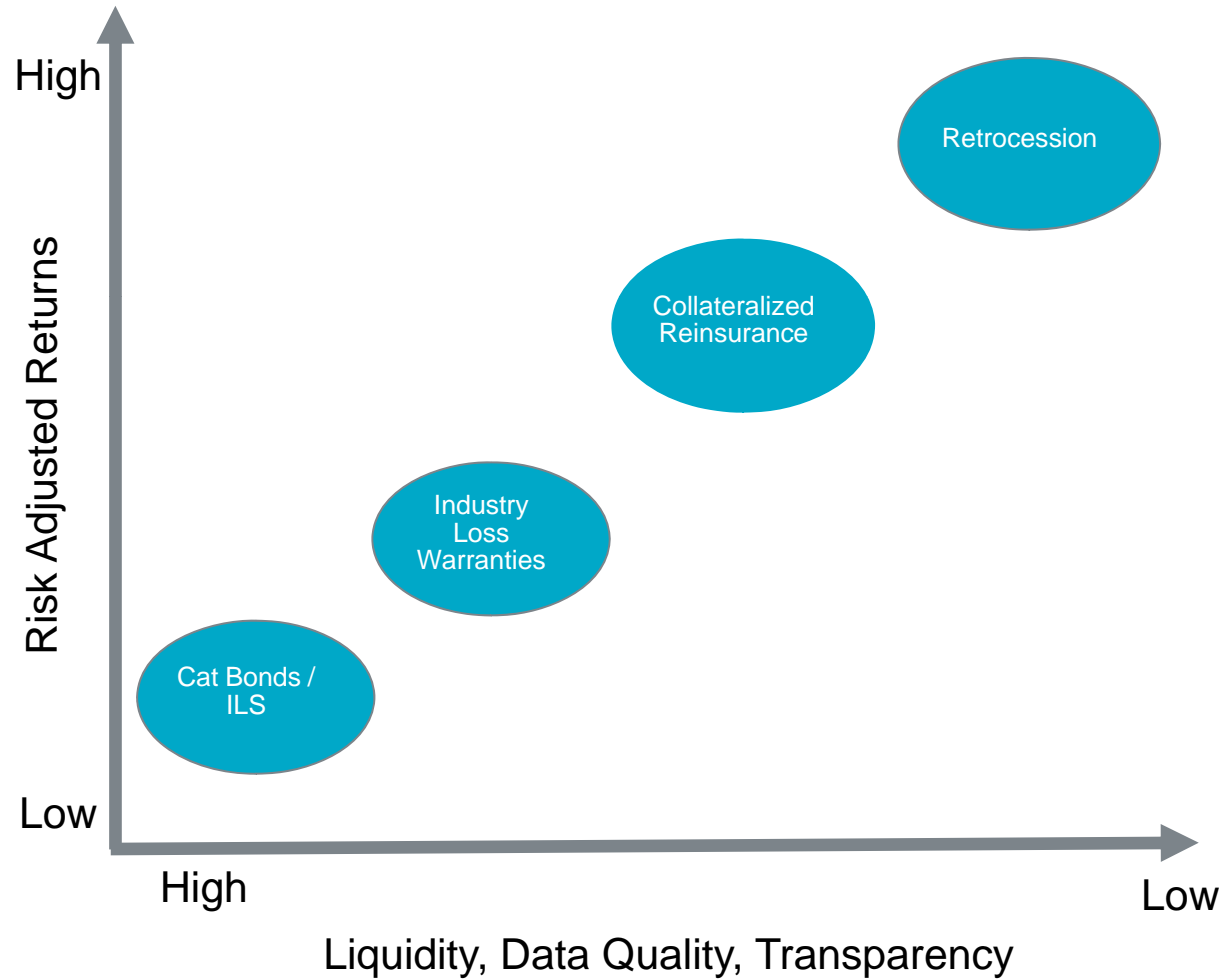 High
Retrocession
Collateralized
Reinsurance
Risk Adjusted Returns
Industry
Loss
Warranties
Cat Bonds /
ILS
Low
High
Low
Liquidity, Data Quality, Transparency